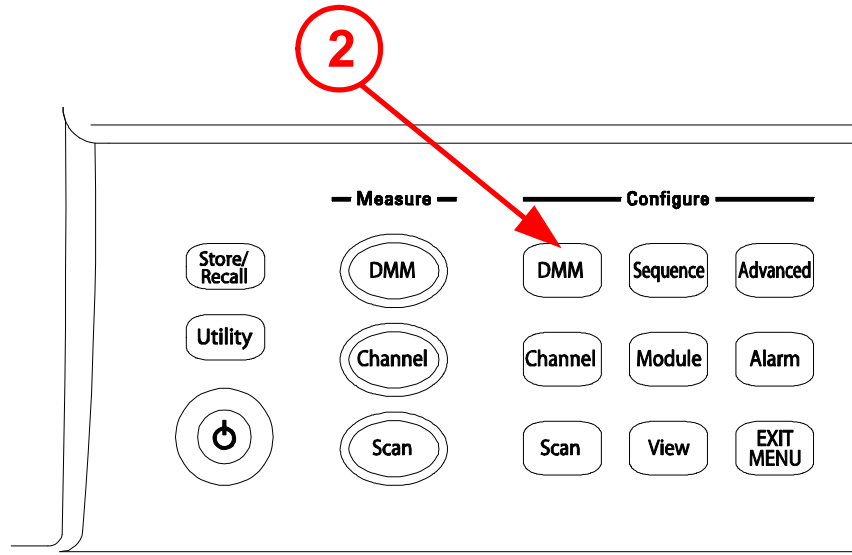 2
Measure
Configure
Store/
Recall
DMM
DMM
Sequence
Advanced
Utility
Channel
Channel
Module
Alarm
Scan
Scan
View
EXIT
MENU